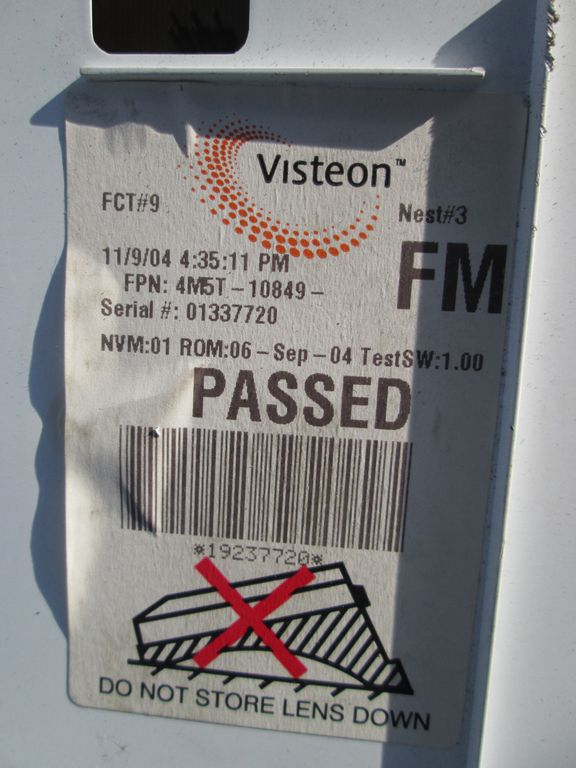 Visteon™
FCT#9
Nest#3
11/9/04 4:35:11 PM
FM
FPN: 4M5T-10849-
Serial #: 01337720
NVM:01 ROM:06-Sep-04 TestSW:1.00
PASSED
*19237720*
DO NOT STORE LENS DOWN